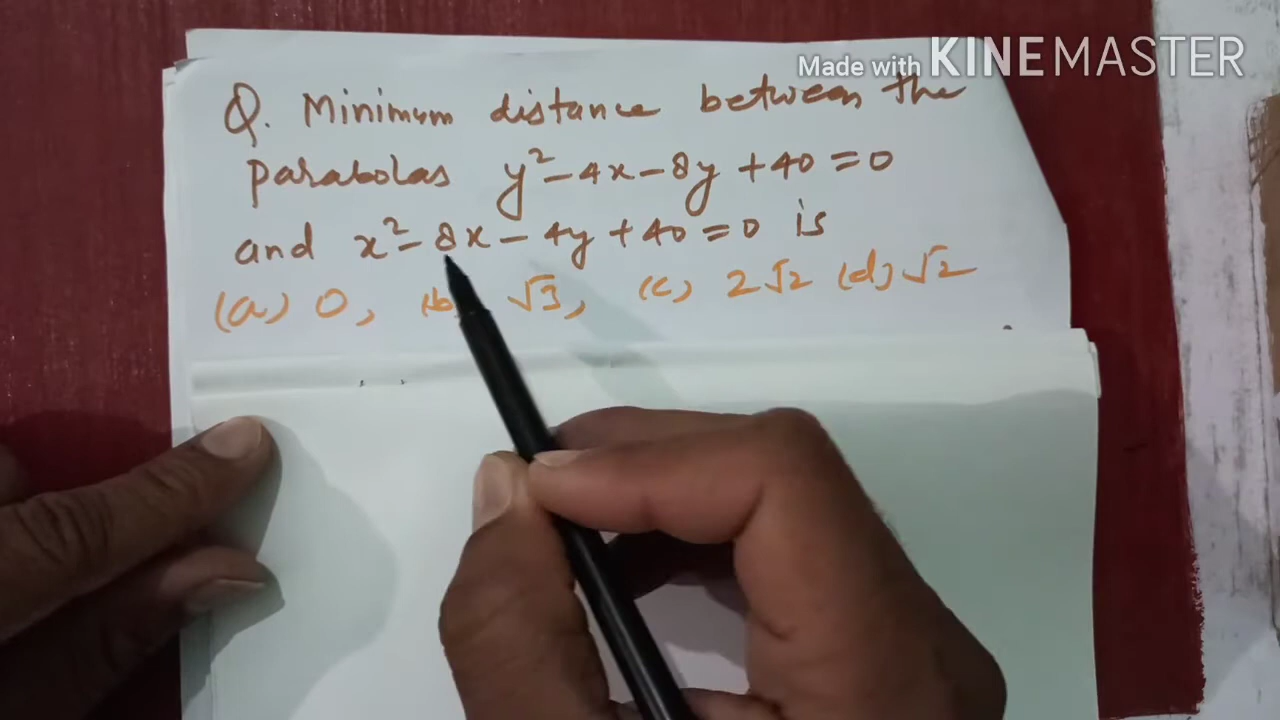 Made with KINEMASTER
Q. Minimum distance between the
parabolas y²-4x-8y+40=0
and x²-8x-4y+40=0 is
(a) 0, (b) √3, (c) 2√2 (d) √2